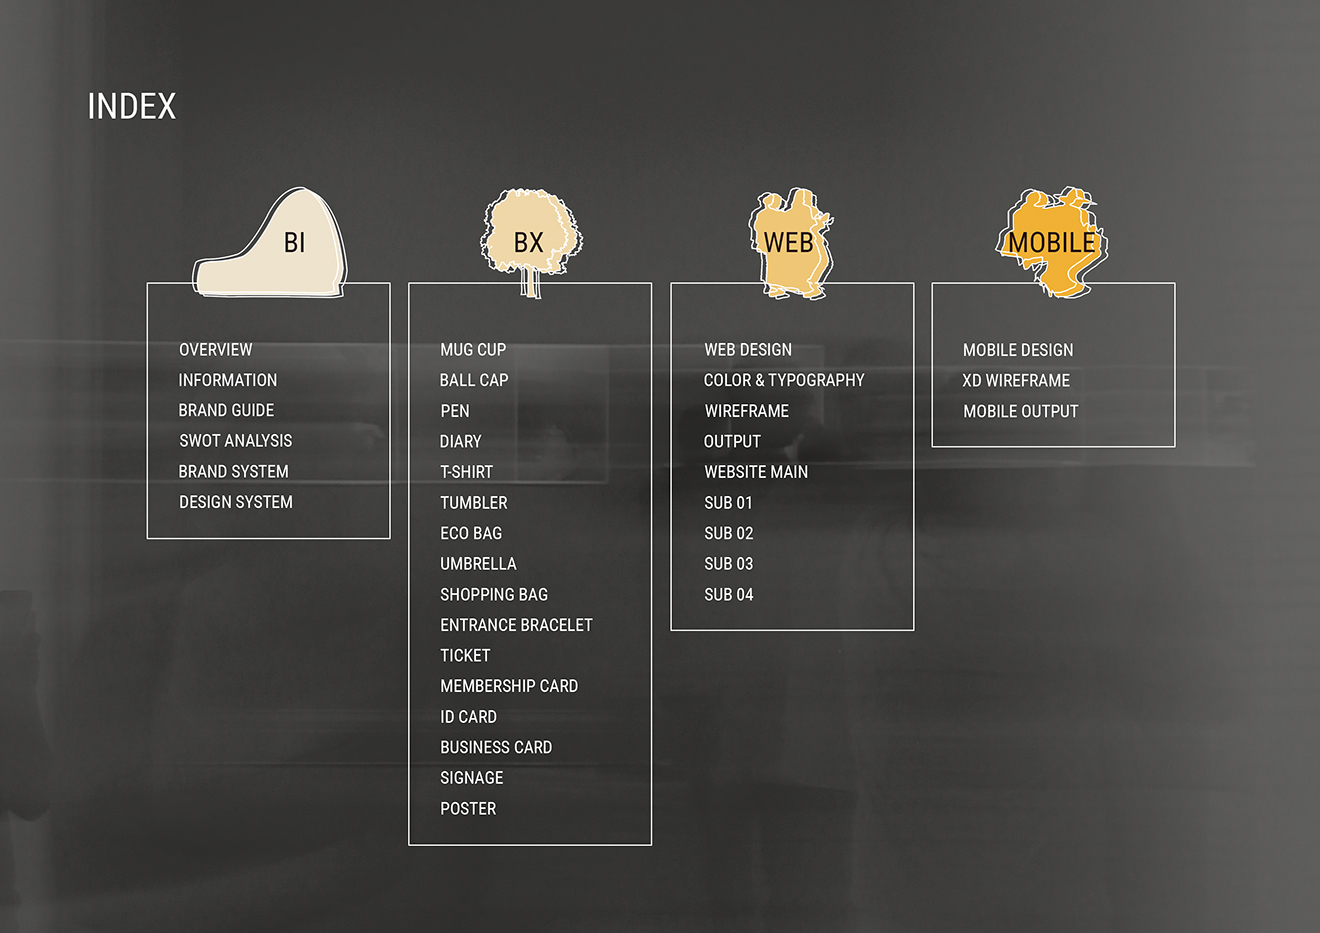 INDEX
BI
OVERVIEW
INFORMATION
BRAND GUIDE
SWOT ANALYSIS
BRAND SYSTEM
DESIGN SYSTEM
BX
MUG CUP
BALL CAP
PEN
DIARY
T-SHIRT
TUMBLER
ECO BAG
UMBRELLA
SHOPPING BAG
ENTRANCE BRACELET
TICKET
MEMBERSHIP CARD
ID CARD
BUSINESS CARD
SIGNAGE
POSTER
WEB
WEB DESIGN
COLOR & TYPOGRAPHY
WIREFRAME
OUTPUT
WEBSITE MAIN
SUB 01
SUB 02
SUB 03
SUB 04
MOBILE
MOBILE DESIGN
XD WIREFRAME
MOBILE OUTPUT